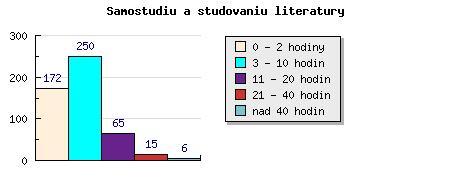 Samostudiu a studovaniu literatury
300
200
100
0
172
250
65
15
6
0 - 2 hodiny
3 - 10 hodin
11 - 20 hodin
21 - 40 hodin
nad 40 hodin